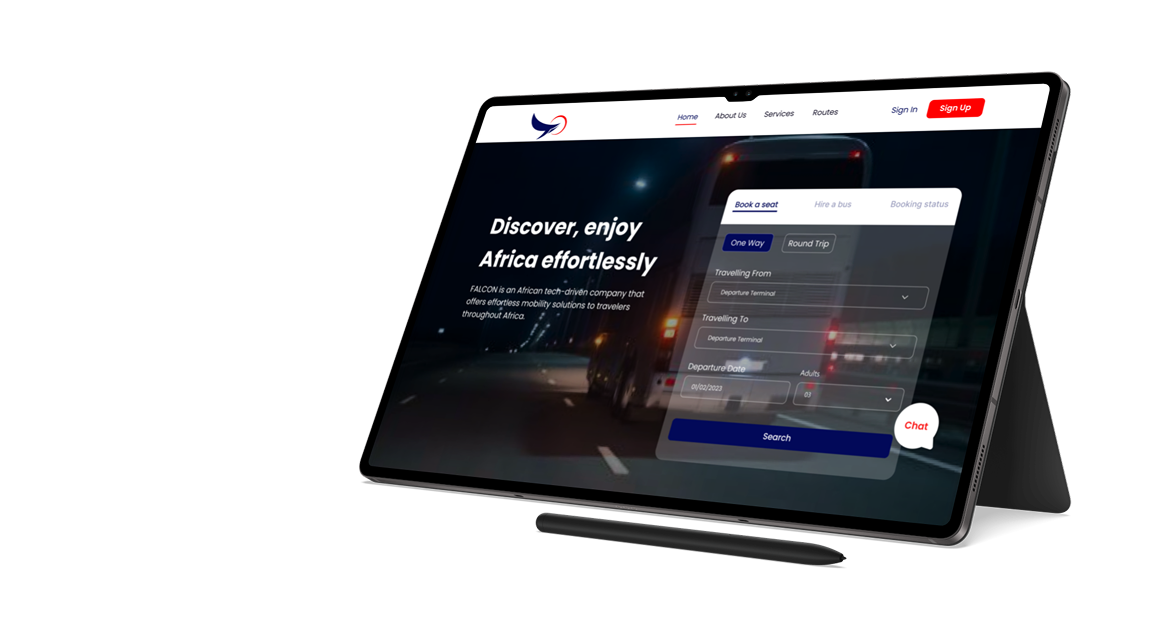 Home About Us Services Routes Sign In Sign Up
Discover, enjoy
Africa effortlessly
FALCON is an African tech-driven company that
offers effortless mobility solutions to travelers
throughout Africa.
Book a seat Hire a bus Booking status
One Way Round Trip
Travelling From
Departure Terminal
Travelling To
Departure Terminal
Departure Date Adults
01/02/2023 03
Search
Chat